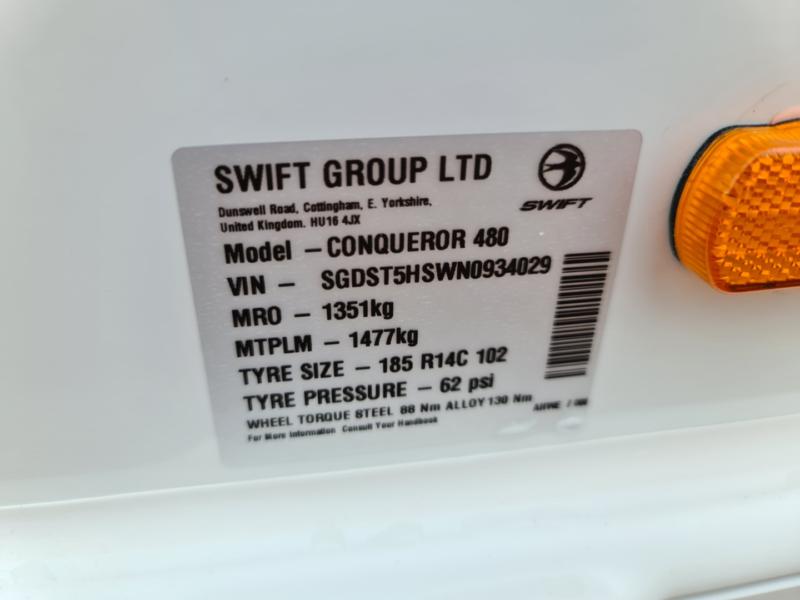 SWIFT GROUP LTD
SWIFT
Dunswell Road, Cottingham, E. Yorkshire,
United Kingdom. HU16 4JX
Model – CONQUEROR 480
VIN – SGDST5HSWN0934029
MRO – 1351kg
MTPLM – 1477kg
TYRE SIZE – 185 R14C 102
TYRE PRESSURE – 62 psi
WHEEL TORQUE STEEL 88 Nm ALLOY 130 Nm
For More Information Consult Your Handbook